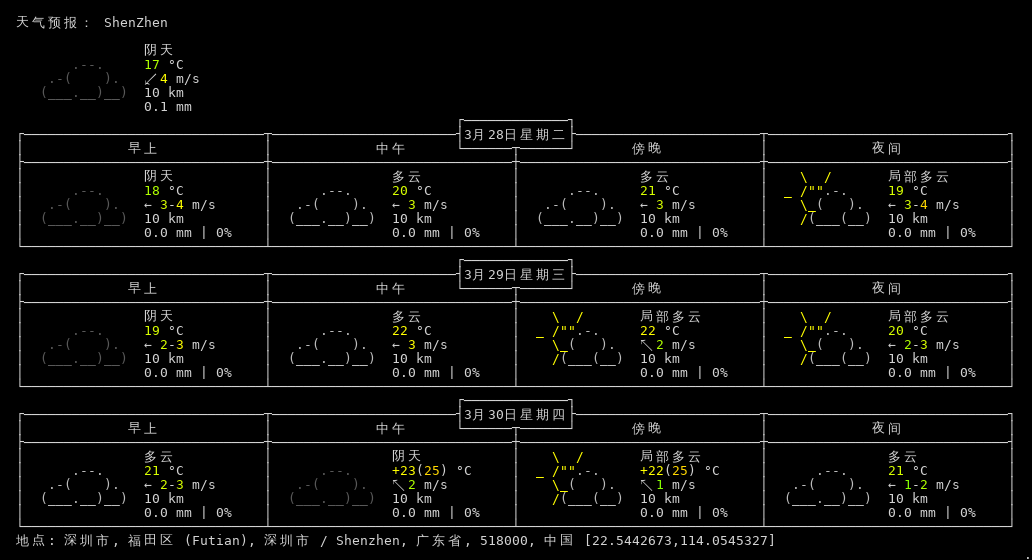 天气预报： ShenZhen
阴天
17 °C
↙ 4 m/s
10 km
0.1 mm
3月28日星期二
早上 中午 傍晚 夜间
阴天 多云 多云 局部多云
18 °C 20 °C 21 °C 19 °C
← 3-4 m/s ← 3 m/s ← 3 m/s ← 3-4 m/s
10 km 10 km 10 km 10 km
0.0 mm | 0% 0.0 mm | 0% 0.0 mm | 0% 0.0 mm | 0%
3月29日星期三
早上 中午 傍晚 夜间
阴天 多云 局部多云 局部多云
19 °C 22 °C 22 °C 20 °C
← 2-3 m/s ← 3 m/s ↖ 2 m/s ← 2-3 m/s
10 km 10 km 10 km 10 km
0.0 mm | 0% 0.0 mm | 0% 0.0 mm | 0% 0.0 mm | 0%
3月30日星期四
早上 中午 傍晚 夜间
多云 阴天 局部多云 多云
21 °C +23(25) °C +22(25) °C 21 °C
← 2-3 m/s ↖ 2 m/s ↖ 1 m/s ← 1-2 m/s
10 km 10 km 10 km 10 km
0.0 mm | 0% 0.0 mm | 0% 0.0 mm | 0% 0.0 mm | 0%
地点: 深圳市, 福田区 (Futian), 深圳市 / Shenzhen, 广东省, 518000, 中国 [22.5442673,114.0545327]